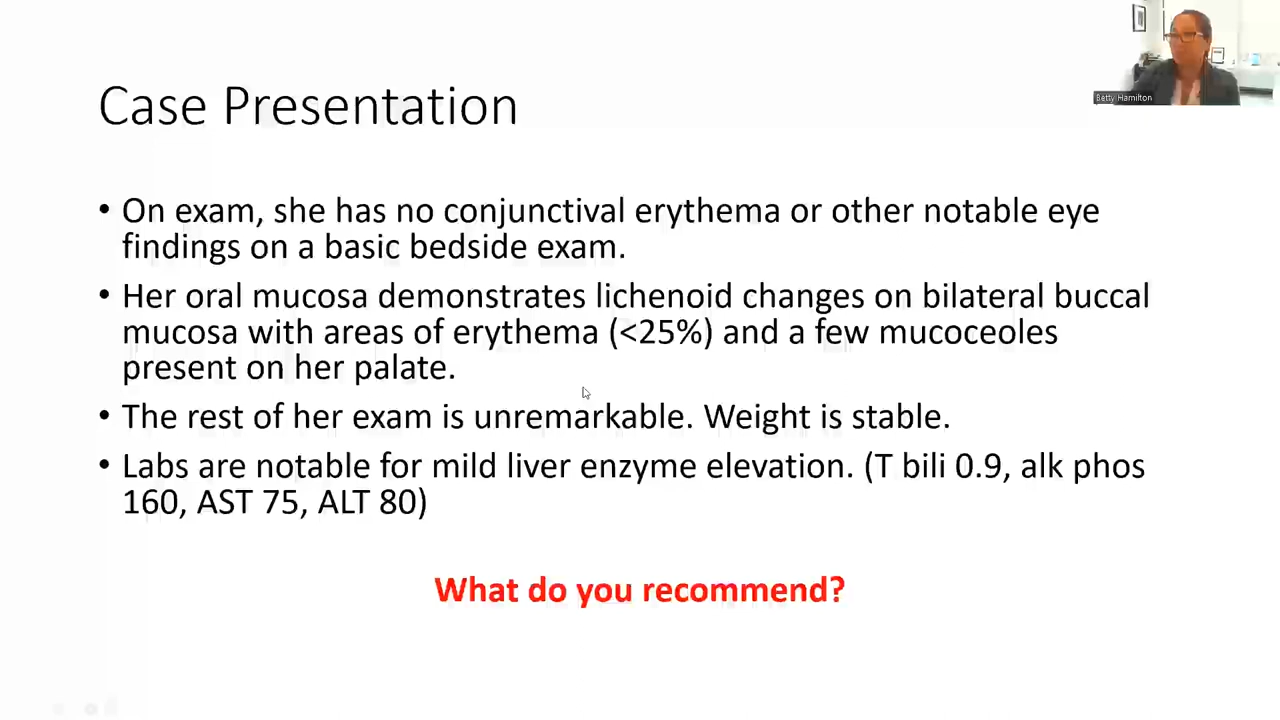 Betty Hamilton
Case Presentation
• On exam, she has no conjunctival erythema or other notable eye
findings on a basic bedside exam.
• Her oral mucosa demonstrates lichenoid changes on bilateral buccal
mucosa with areas of erythema (<25%) and a few mucoceoles
present on her palate.
• The rest of her exam is unremarkable. Weight is stable.
• Labs are notable for mild liver enzyme elevation. (T bili 0.9, alk phos
160, AST 75, ALT 80)
What do you recommend?